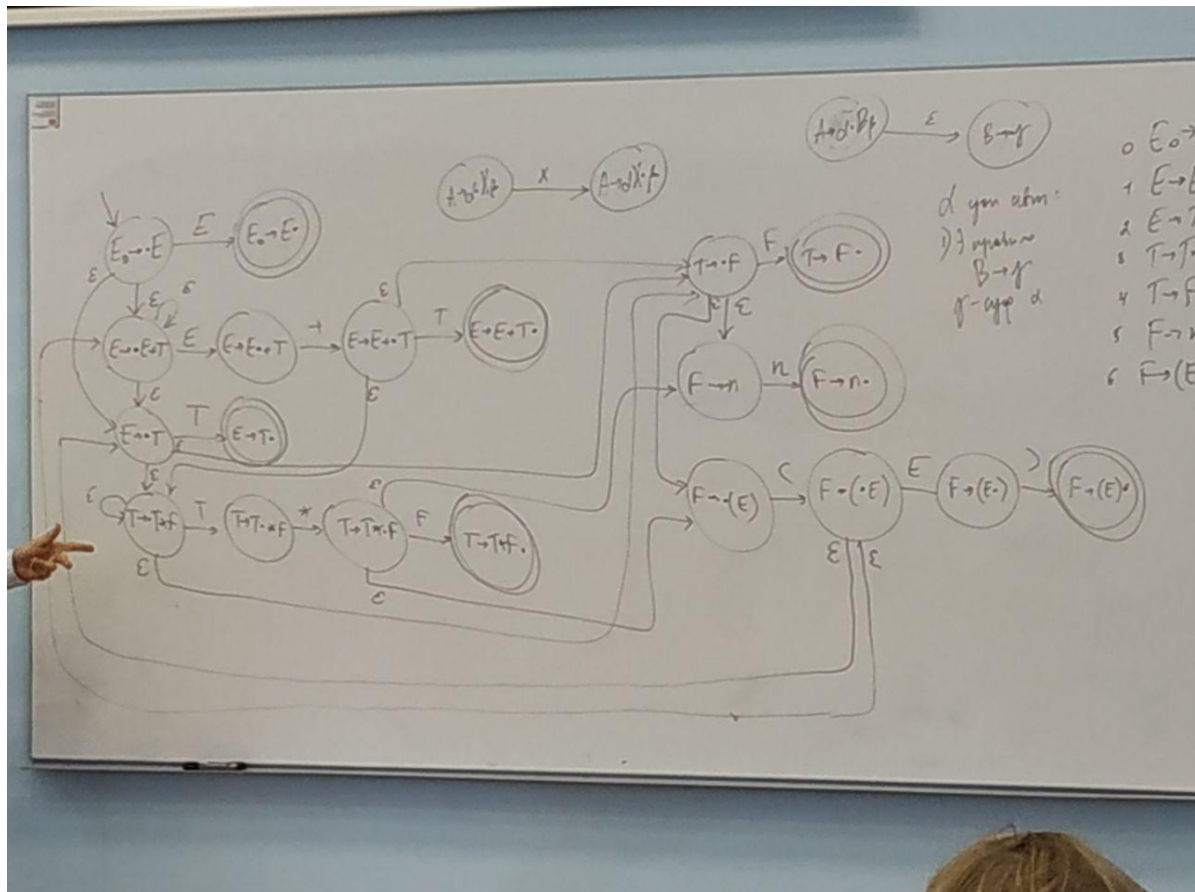 A→α·Xβ X A→αX·β
A→α·Bβ ε B→·γ
E₀→·E E E₀→E·
ε ε ε
E→·E+T E E→E·+T + E→E+·T T E→E+T·
ε ε ε
E→·T T E→T·
ε ε
T→·T*F T T→T·*F * T→T*·F F T→T*F·
ε ε ε ε
T→·F F T→F·
ε ε
F→·n n F→n·
F→·(E) ( F→(·E) E F→(E·) ) F→(E)·
ε ε
B→γ
0 E₀→
1 E→E
2 E→T
3 T→T*
4 T→F
5 F→n
6 F→(E